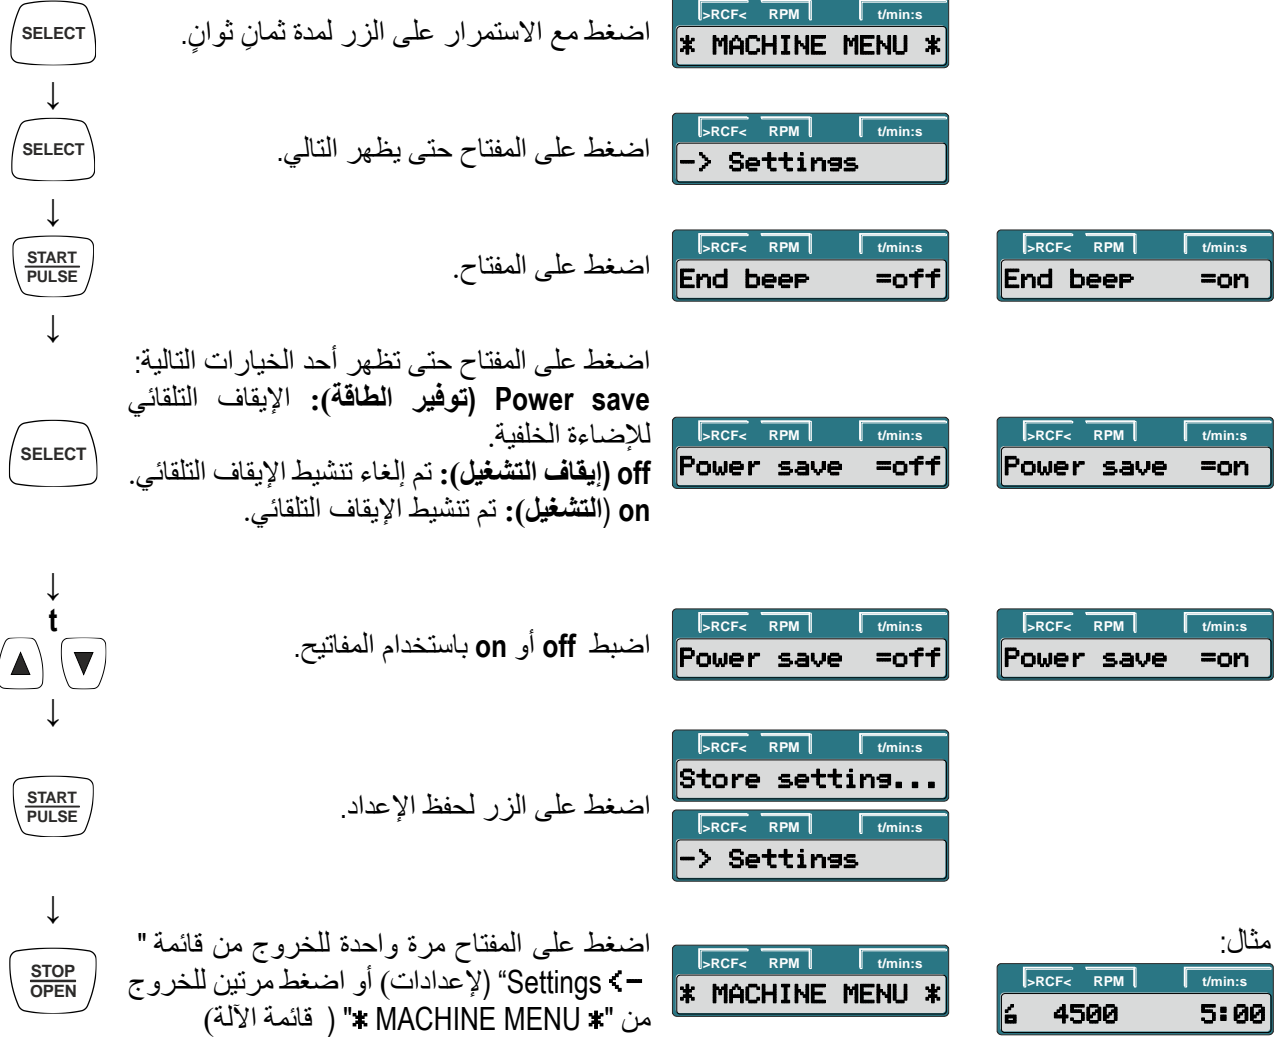 SELECT
اضغط مع الاستمرار على الزر لمدة ثمانِ ثوانٍ.
>RCF< RPM t/min:s
* MACHINE MENU *
↓
SELECT
اضغط على المفتاح حتى يظهر التالي.
>RCF< RPM t/min:s
-> Settings
↓
START
PULSE
اضغط على المفتاح.
>RCF< RPM t/min:s
End beep =off
>RCF< RPM t/min:s
End beep =on
↓
SELECT
اضغط على المفتاح حتى تظهر أحد الخيارات التالية:
Power save (توفير الطاقة): الإيقاف التلقائي
للإضاءة الخلفية.
off (إيقاف التشغيل): تم إلغاء تنشيط الإيقاف التلقائي.
on (التشغيل): تم تنشيط الإيقاف التلقائي.
>RCF< RPM t/min:s
Power save =off
>RCF< RPM t/min:s
Power save =on
↓
t
▲ ▼
اضبط off أو on باستخدام المفاتيح.
>RCF< RPM t/min:s
Power save =off
>RCF< RPM t/min:s
Power save =on
↓
START
PULSE
اضغط على الزر لحفظ الإعداد.
>RCF< RPM t/min:s
Store setting...
>RCF< RPM t/min:s
-> Settings
↓
STOP
OPEN
اضغط على المفتاح مرة واحدة للخروج من قائمة "
-> Settings“ (لإعدادات) أو اضغط مرتين للخروج
من "* MACHINE MENU *" ( قائمة الآلة)
>RCF< RPM t/min:s
* MACHINE MENU *
مثال:
>RCF< RPM t/min:s
4500 5:00